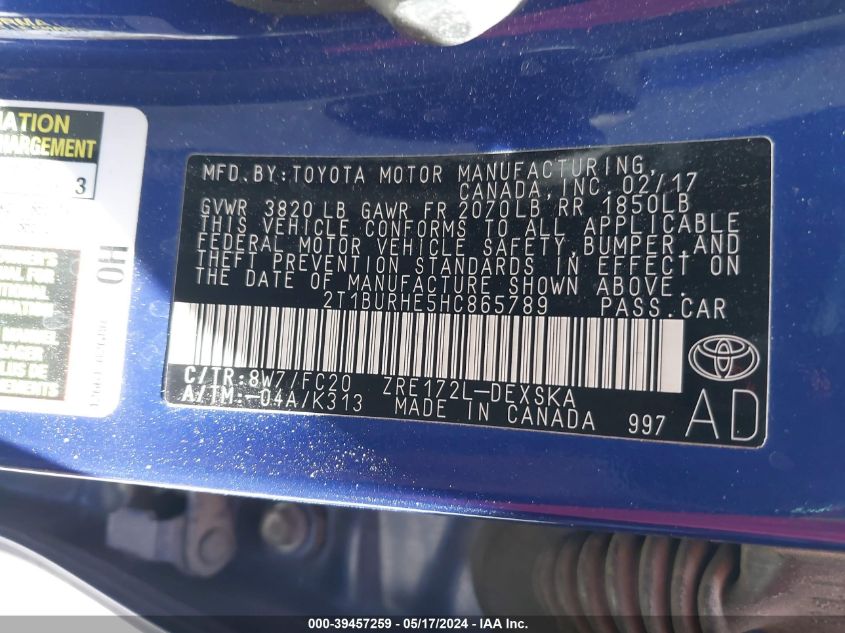 ATION
HARGEMENT
3
OH
MFD.BY:TOYOTA MOTOR MANUFACTURING,
CANADA, INC. 02/17
GVWR 3820 LB GAWR FR 2070LB RR 1850LB
THIS VEHICLE CONFORMS TO ALL APPLICABLE
FEDERAL MOTOR VEHICLE SAFETY, BUMPER,AND
THEFT PREVENTION STANDARDS IN EFFECT ON
THE DATE OF MANUFACTURE SHOWN ABOVE.
2T1BURHE5HC865789 PASS.CAR
C/TR:8W7/FC20 ZRE172L-DEXSKA
A/TM:-04A/K313 MADE IN CANADA 997
AD
000-39457259 - 05/17/2024 - IAA Inc.